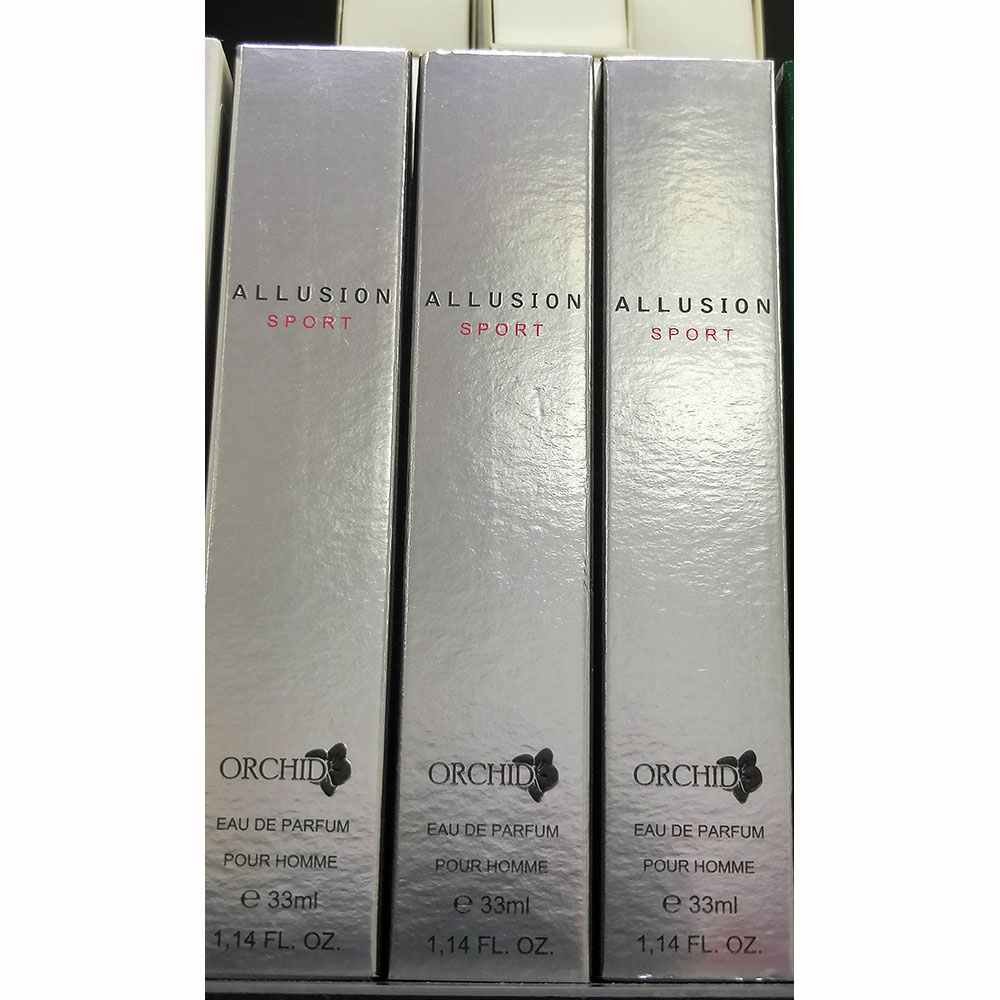 ALLUSION
SPORT
ORCHID
EAU DE PARFUM
POUR HOMME
℮ 33ml
1,14 FL. OZ.
ALLUSION
SPORT
ORCHID
EAU DE PARFUM
POUR HOMME
℮ 33ml
1,14 FL. OZ.
ALLUSION
SPORT
ORCHID
EAU DE PARFUM
POUR HOMME
℮ 33ml
1,14 FL. OZ.